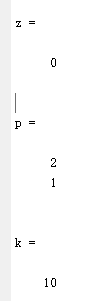 z =
0
p =
2
1
k =
10